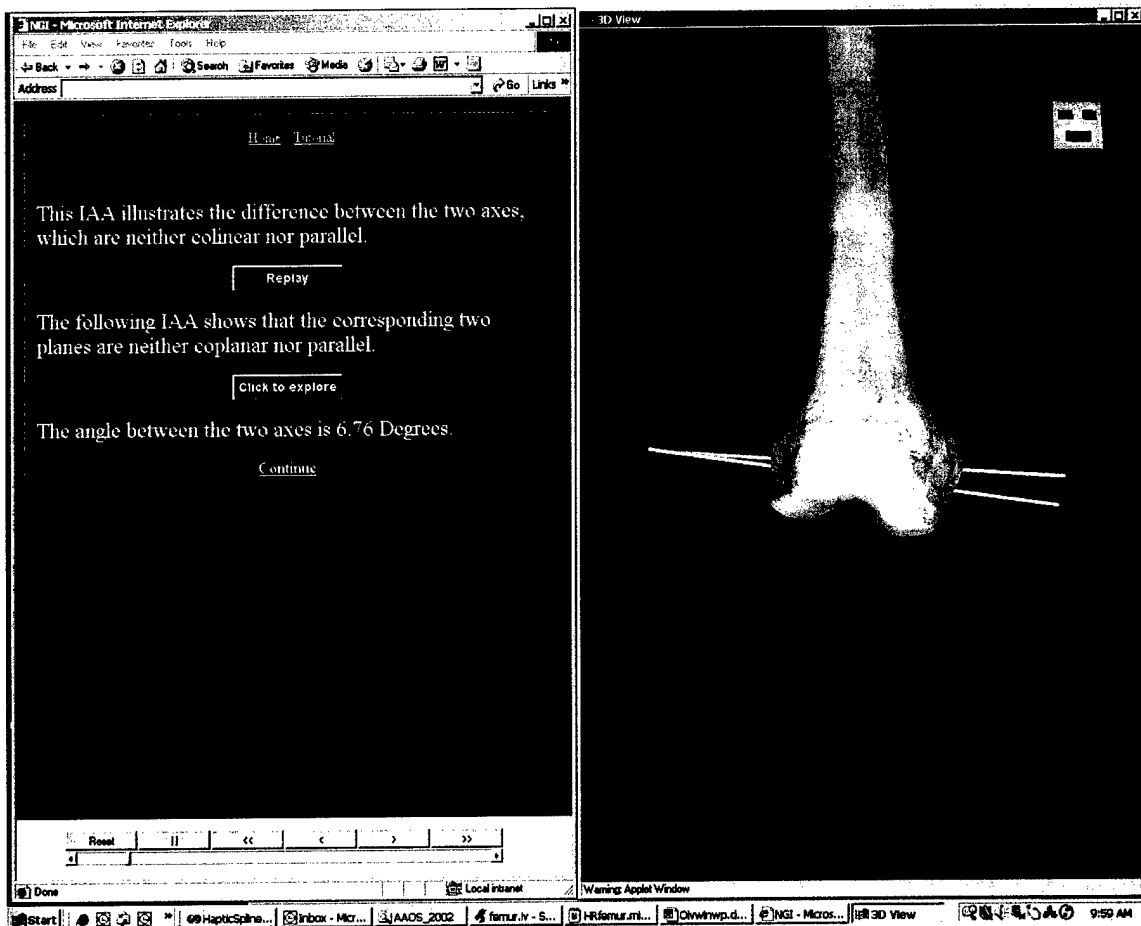 NGI - Microsoft Internet Explorer
File Edit View Favorites Tools Help
Back Search Favorites Media
Address Go Links »
Home Tutorial
This IAA illustrates the difference between the two axes,
which are neither colinear nor parallel.
Replay
The following IAA shows that the corresponding two
planes are neither coplanar nor parallel.
Click to explore
The angle between the two axes is 6.76 Degrees.
Continue
Reset || << < > >>
Done Local intranet
3D View
Warning: Applet Window
Start » HapticSpline... Inbox - Micr... AAOS_2002 femur.iv - S... HRfemur.mi... Oivwinwp.d... NGI - Micros... 3D View 9:59 AM